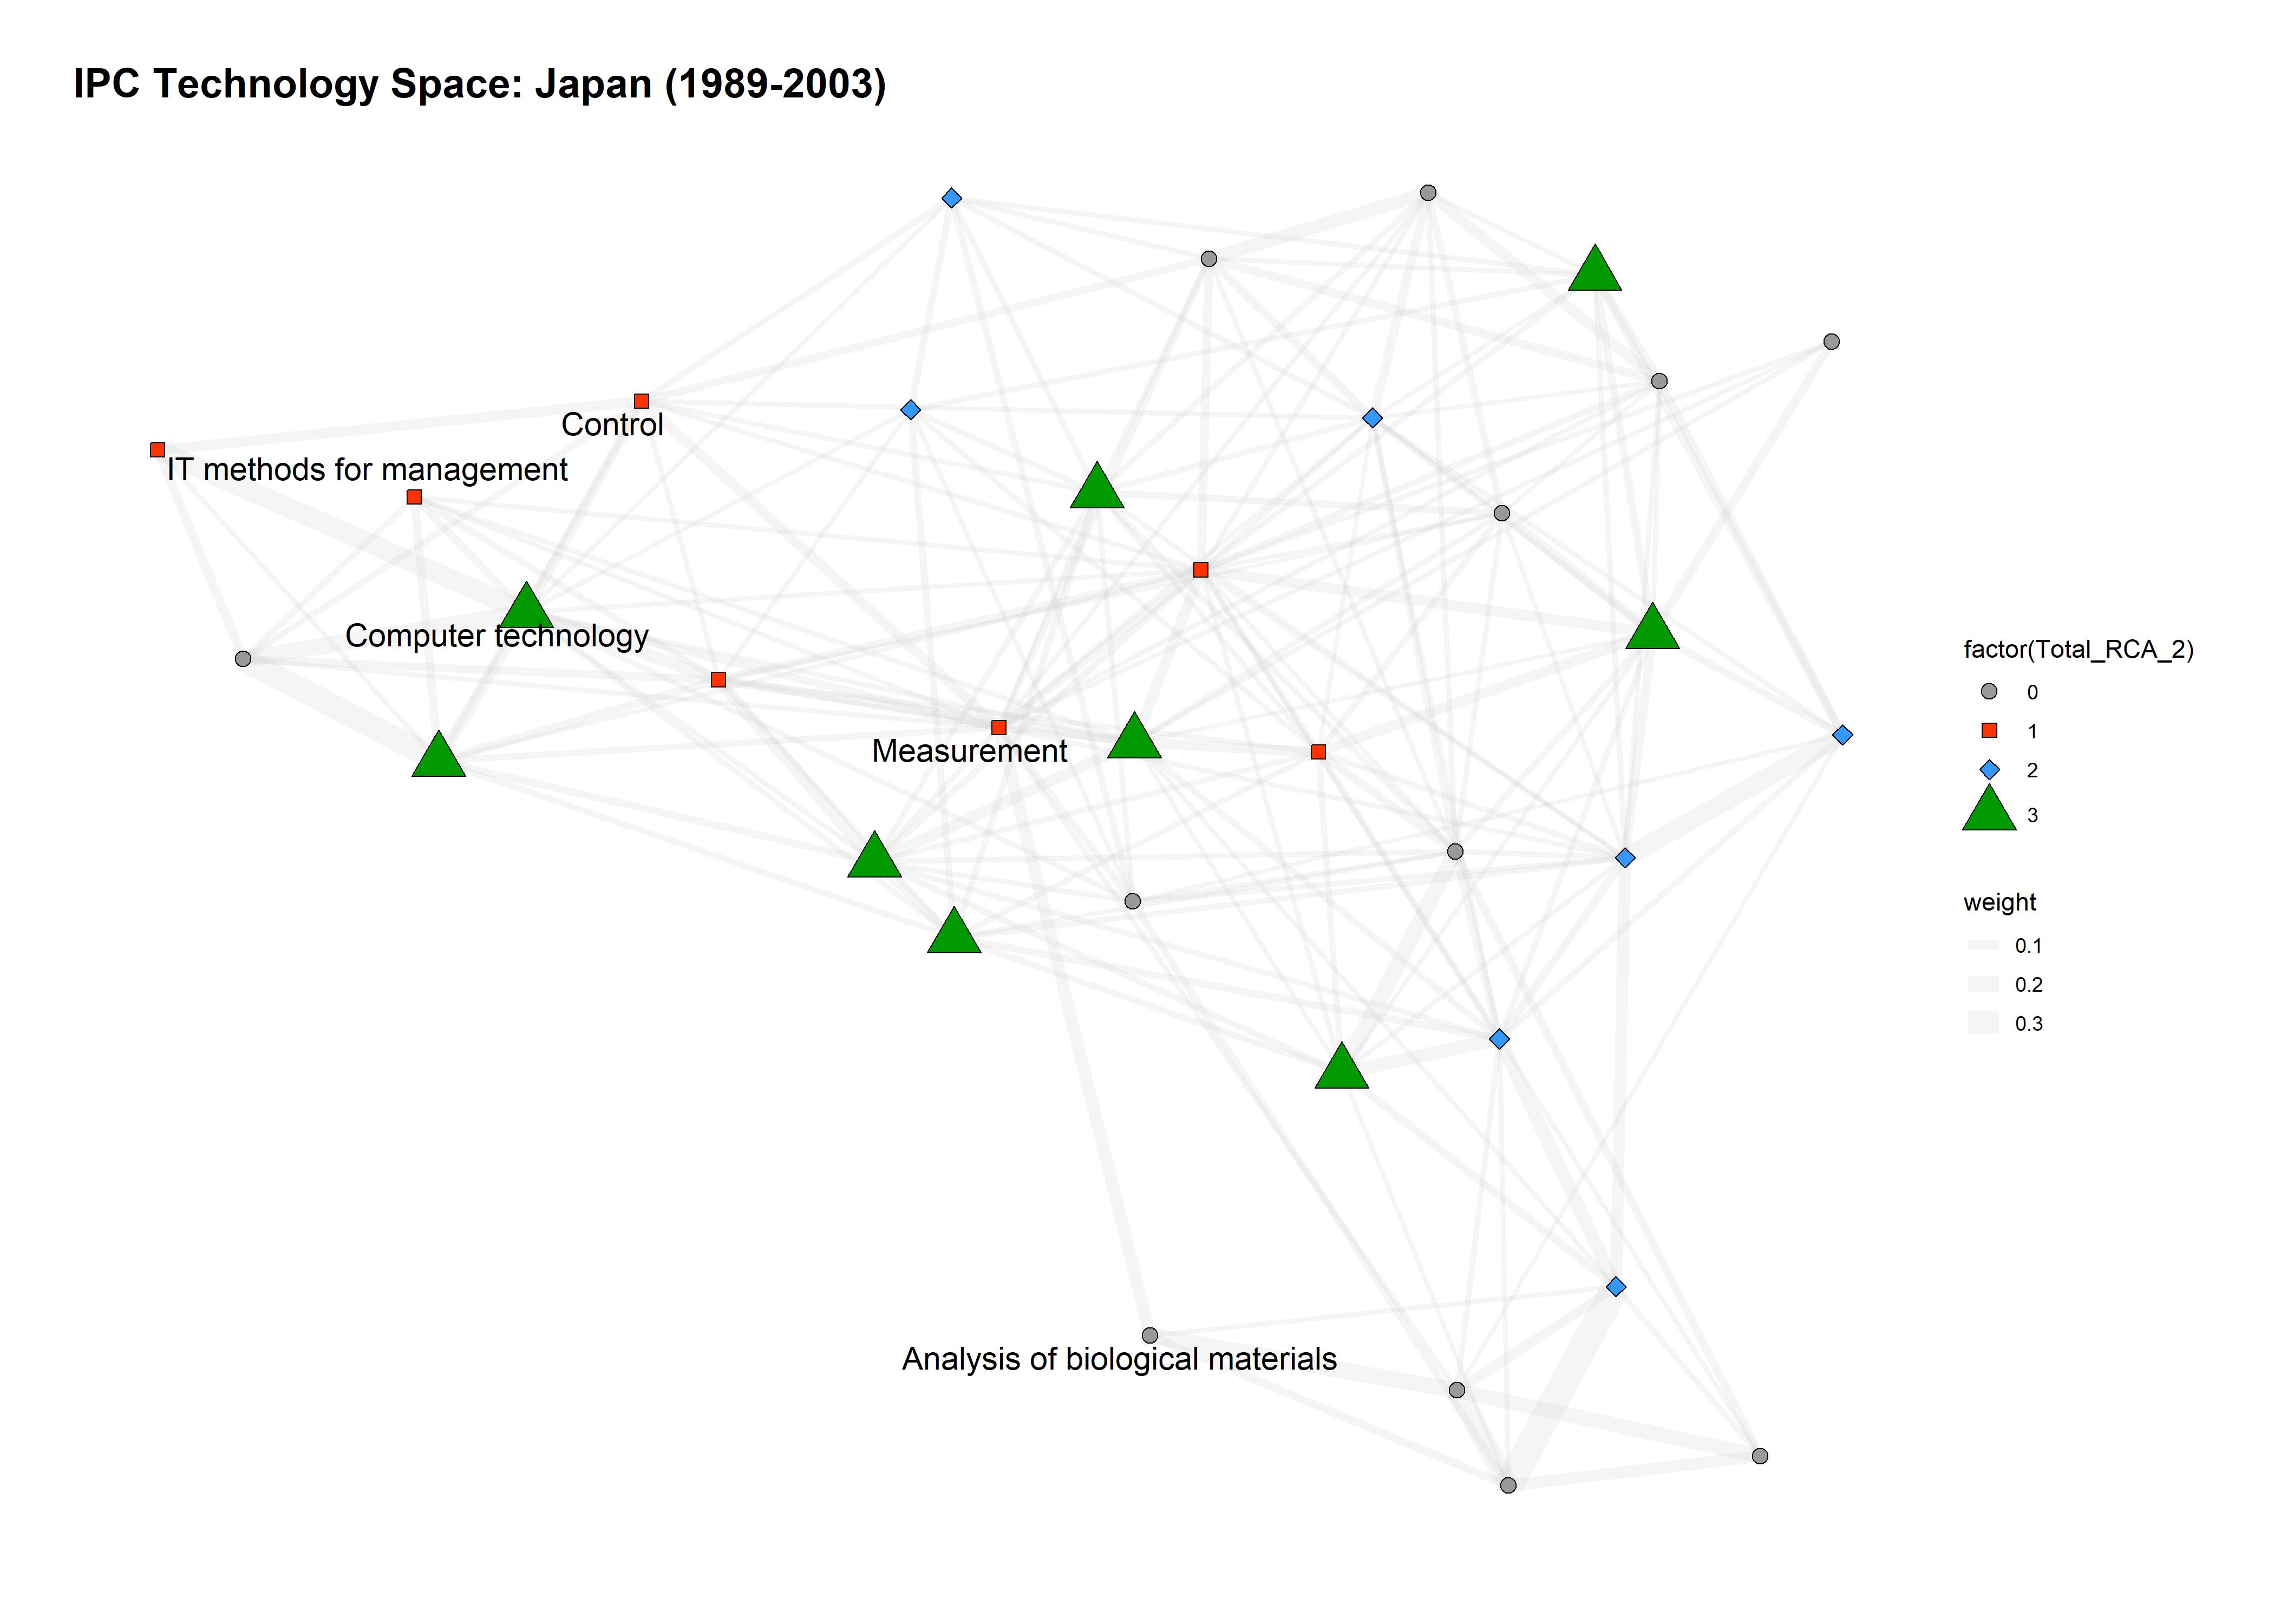 IPC Technology Space: Japan (1989-2003)
Control
IT methods for management
Computer technology
Measurement
Analysis of biological materials
factor(Total_RCA_2)
0
1
2
3
weight
0.1
0.2
0.3